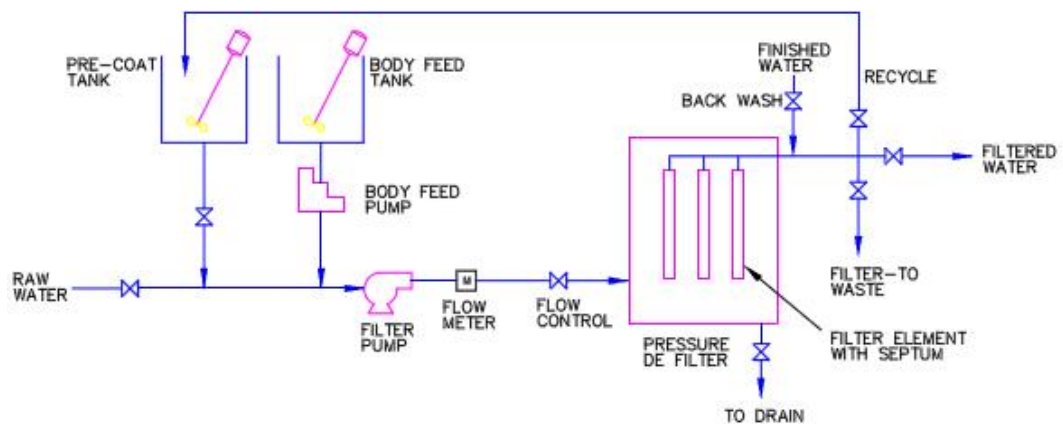 PRE-COAT
TANK
BODY FEED
TANK
FINISHED
WATER
RECYCLE
BACK WASH
FILTERED
WATER
BODY FEED
PUMP
RAW
WATER
M
FILTER
PUMP
FLOW
METER
FLOW
CONTROL
FILTER-TO
WASTE
PRESSURE
DE FILTER
FILTER ELEMENT
WITH SEPTUM
TO DRAIN